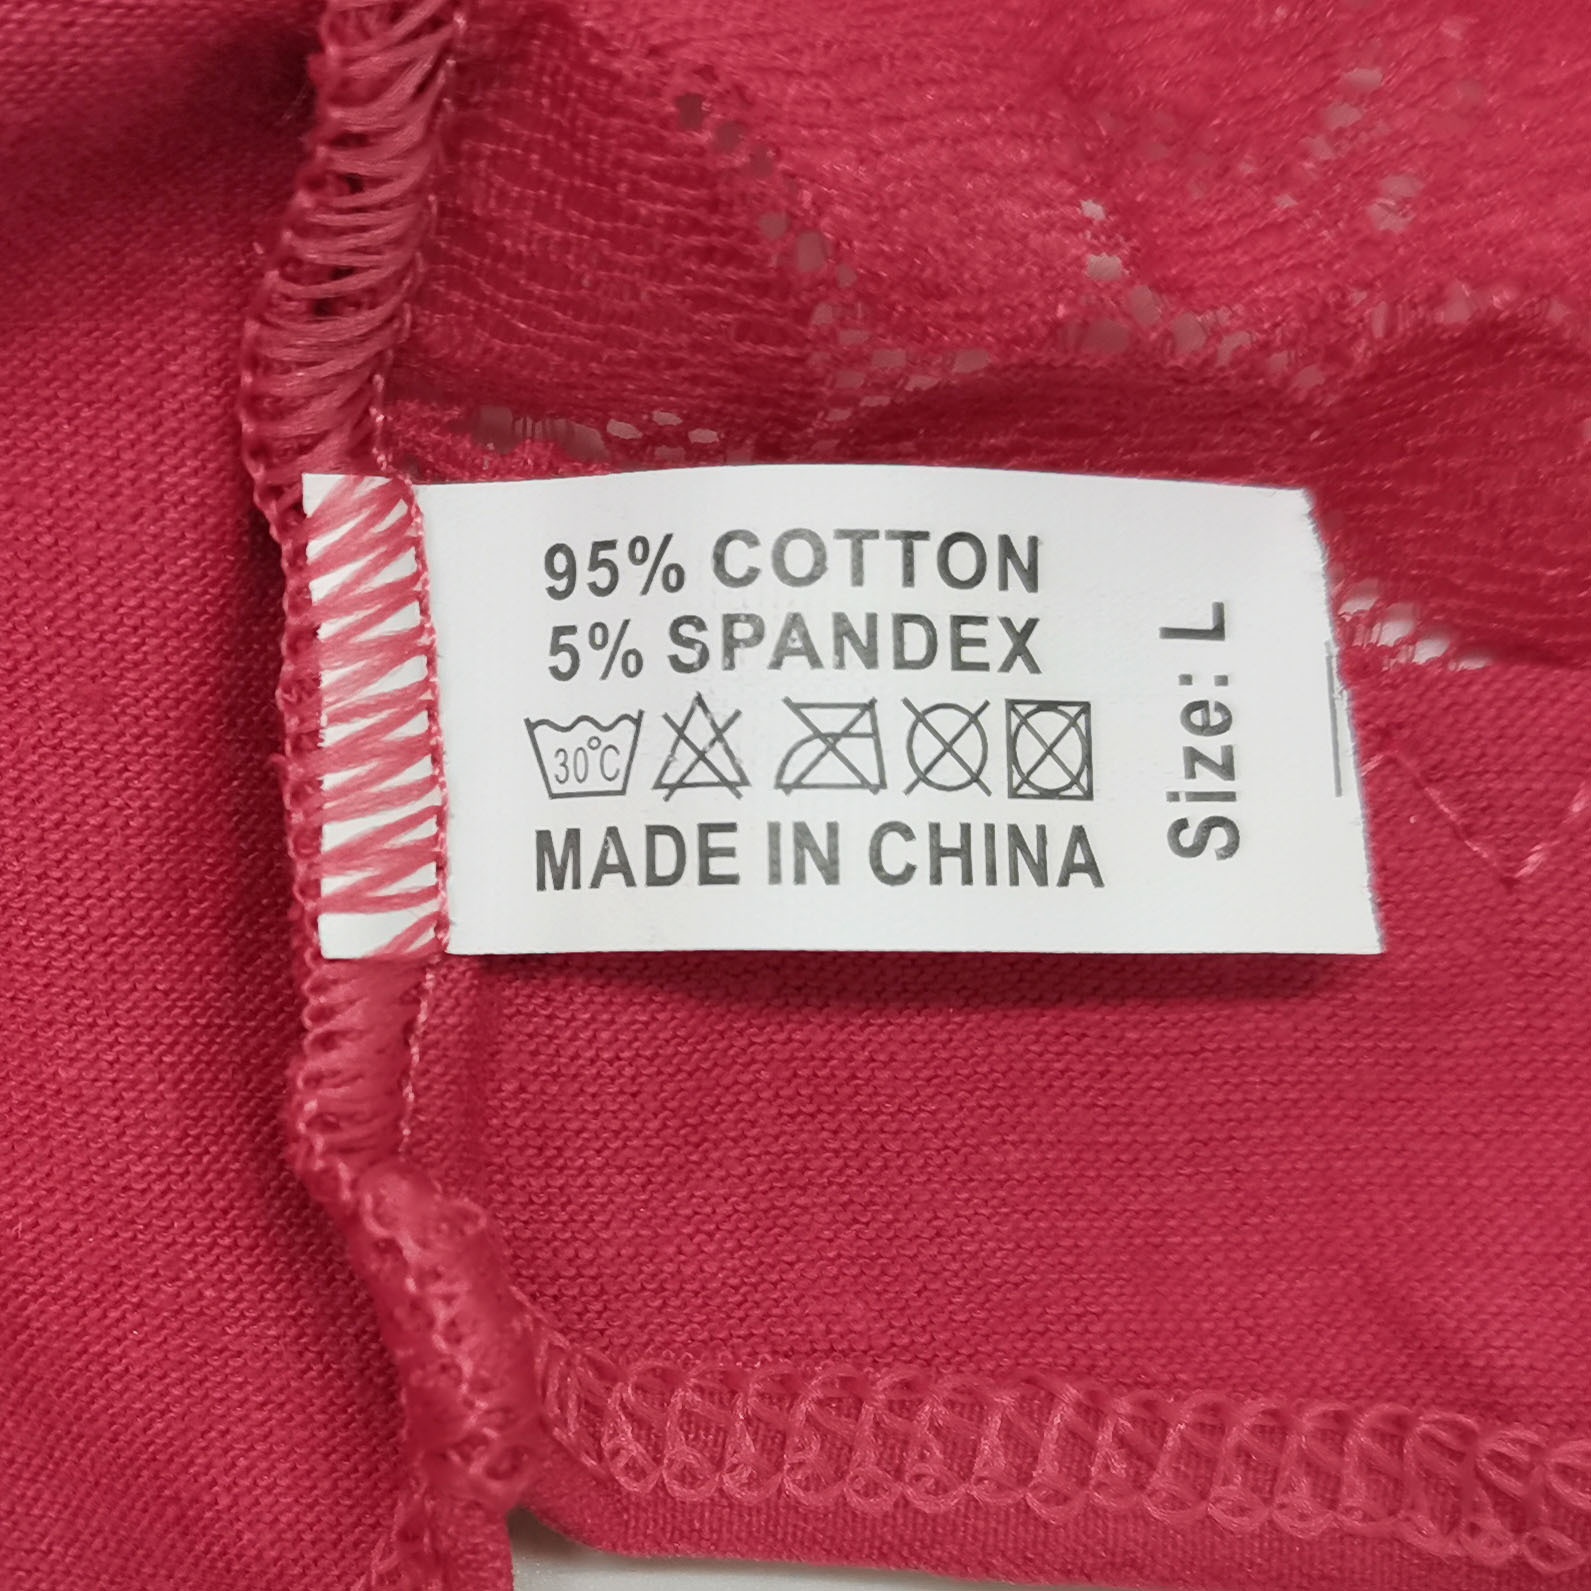 95% COTTON
5% SPANDEX
30°C
MADE IN CHINA
Size: L